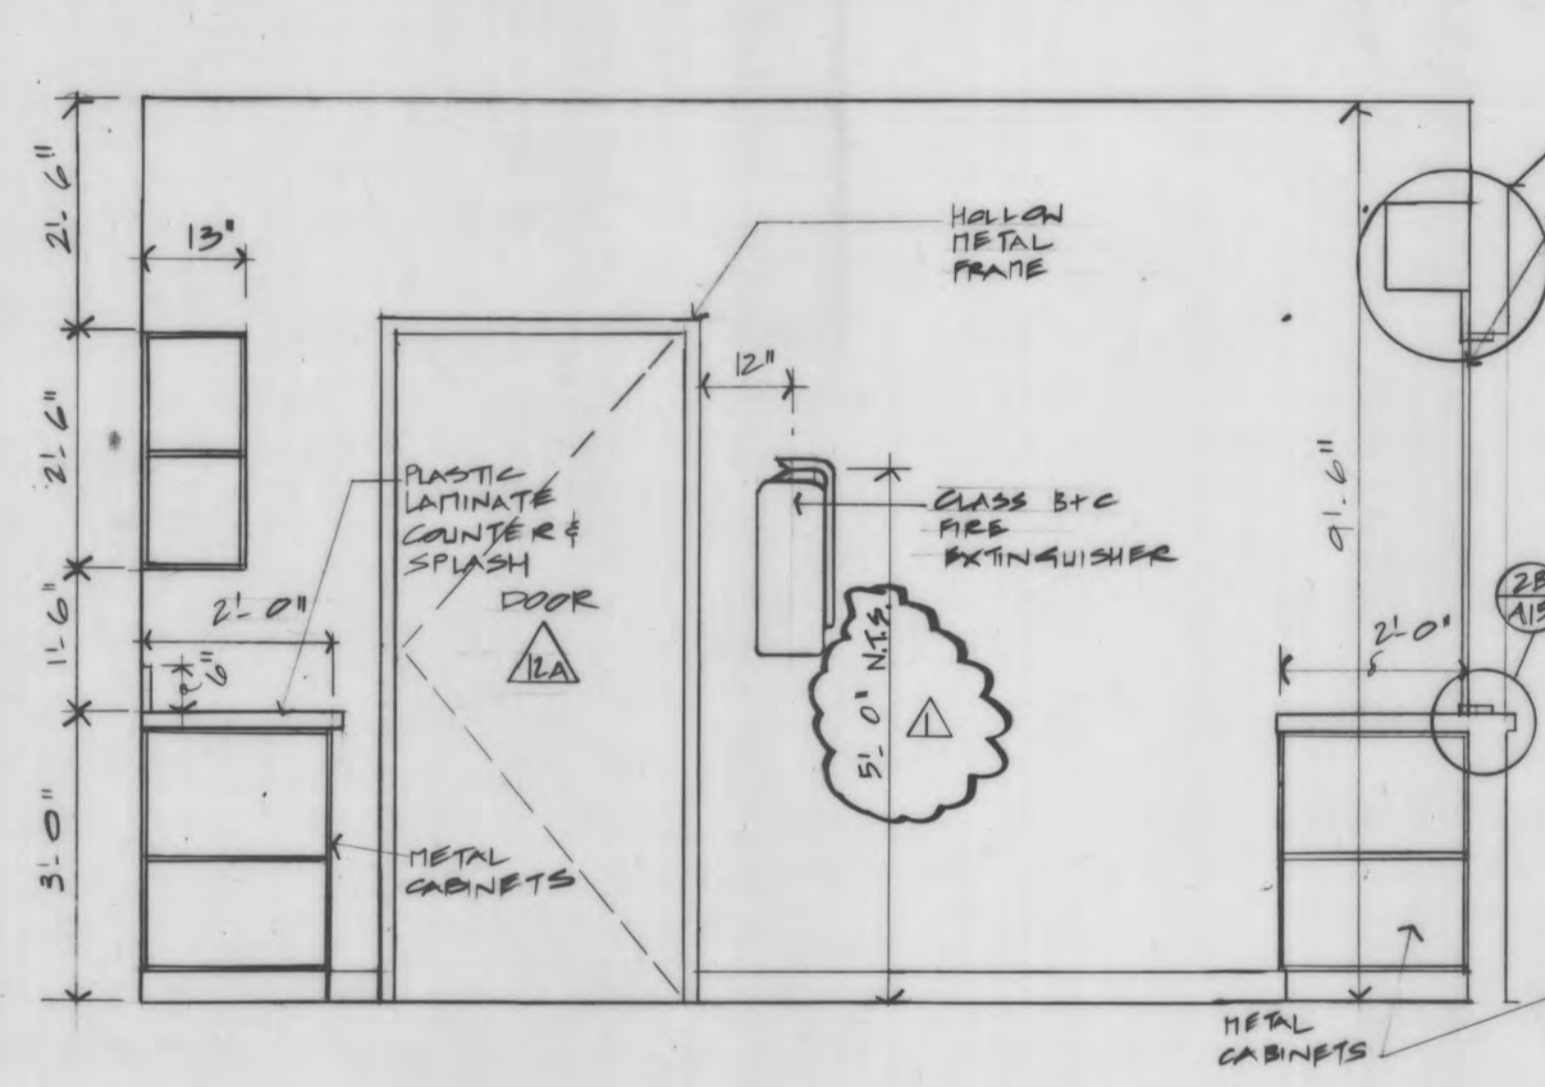 2'-6"
13"
HOLLOW
METAL
FRAME
12"
2'-6"
PLASTIC
LAMINATE
COUNTER &
SPLASH
CLASS B+C
FIRE
EXTINGUISHER
9'-6"
DOOR
12A
1'-6"
2'-0"
6"
5'-0" N.T.S.
1
2'-0"
3'-0"
METAL
CABINETS
METAL
CABINETS